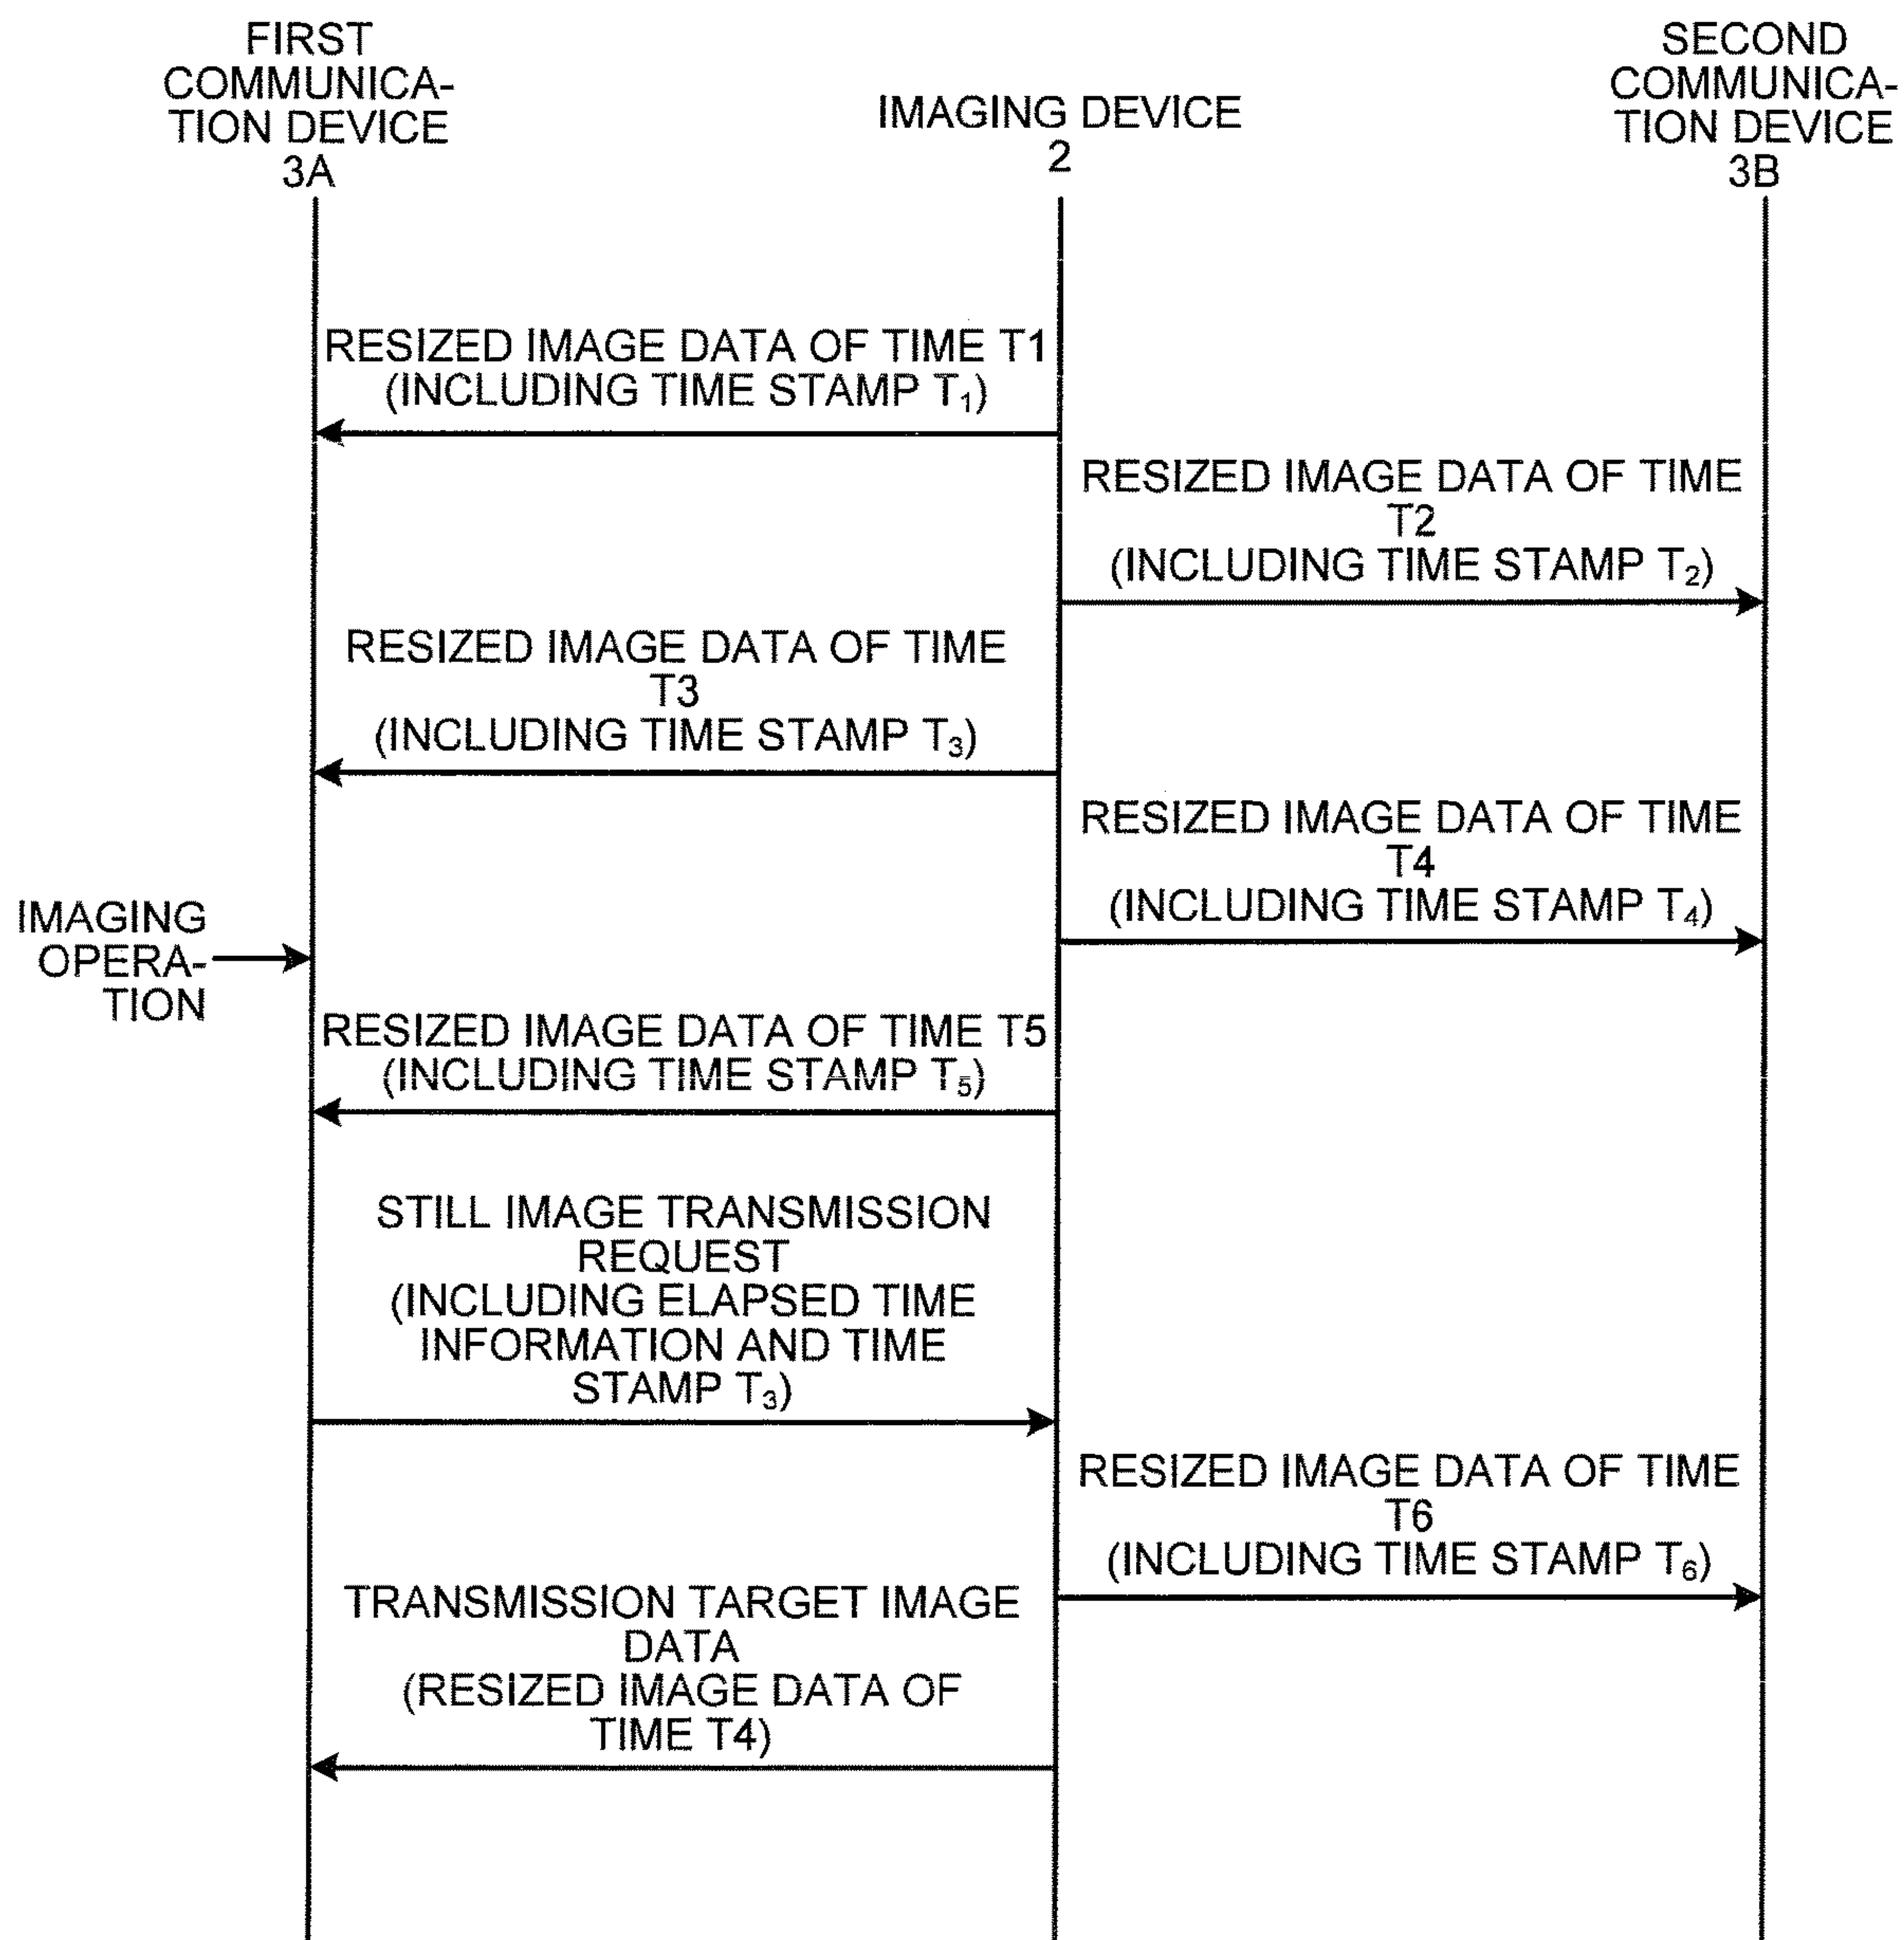 FIRST
COMMUNICA-
TION DEVICE
3A
IMAGING DEVICE
2
SECOND
COMMUNICA-
TION DEVICE
3B
RESIZED IMAGE DATA OF TIME T1
(INCLUDING TIME STAMP T₁)
RESIZED IMAGE DATA OF TIME
T2
(INCLUDING TIME STAMP T₂)
RESIZED IMAGE DATA OF TIME
T3
(INCLUDING TIME STAMP T₃)
RESIZED IMAGE DATA OF TIME
T4
(INCLUDING TIME STAMP T₄)
IMAGING
OPERA-
TION
RESIZED IMAGE DATA OF TIME T5
(INCLUDING TIME STAMP T₅)
STILL IMAGE TRANSMISSION
REQUEST
(INCLUDING ELAPSED TIME
INFORMATION AND TIME
STAMP T₃)
RESIZED IMAGE DATA OF TIME
T6
(INCLUDING TIME STAMP T₆)
TRANSMISSION TARGET IMAGE
DATA
(RESIZED IMAGE DATA OF
TIME T4)